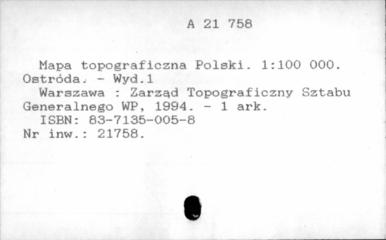 A 21 758
Mapa topograficzna Polski. 1:100 000.
Ostróda. - Wyd.1
Warszawa : Zarząd Topograficzny Sztabu
Generalnego WP, 1994. - 1 ark.
ISBN: 83-7135-005-8
Nr inw.: 21758.